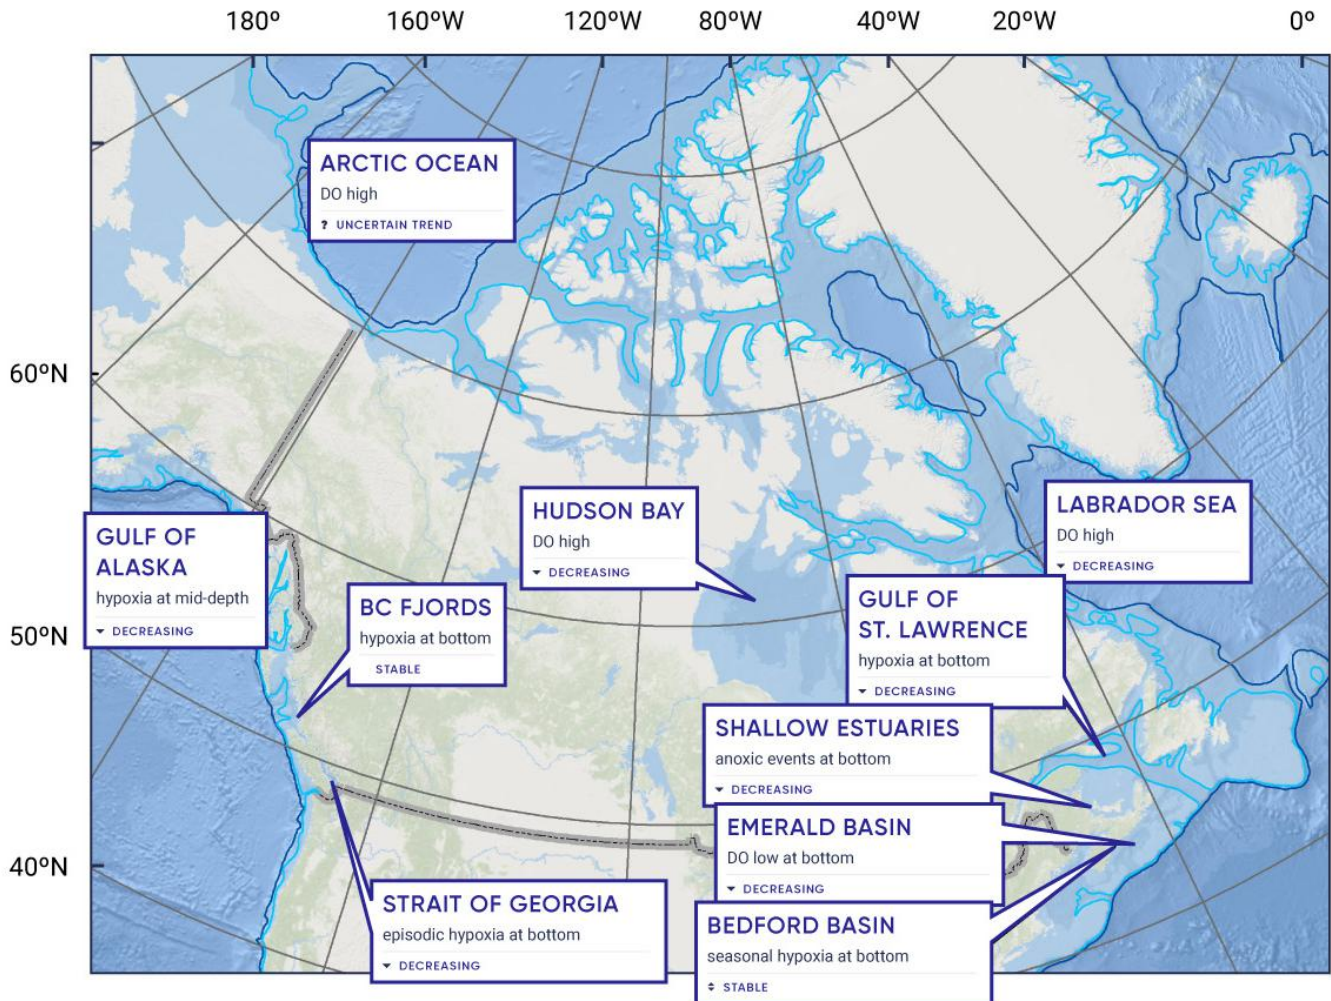 180º 160ºW 120ºW 80ºW 40ºW 20ºW 0º
60ºN
50ºN
40ºN
ARCTIC OCEAN
DO high
? UNCERTAIN TREND
GULF OF
ALASKA
hypoxia at mid-depth
DECREASING
BC FJORDS
hypoxia at bottom
STABLE
HUDSON BAY
DO high
DECREASING
LABRADOR SEA
DO high
DECREASING
GULF OF
ST. LAWRENCE
hypoxia at bottom
DECREASING
SHALLOW ESTUARIES
anoxic events at bottom
DECREASING
EMERALD BASIN
DO low at bottom
DECREASING
STRAIT OF GEORGIA
episodic hypoxia at bottom
DECREASING
BEDFORD BASIN
seasonal hypoxia at bottom
STABLE